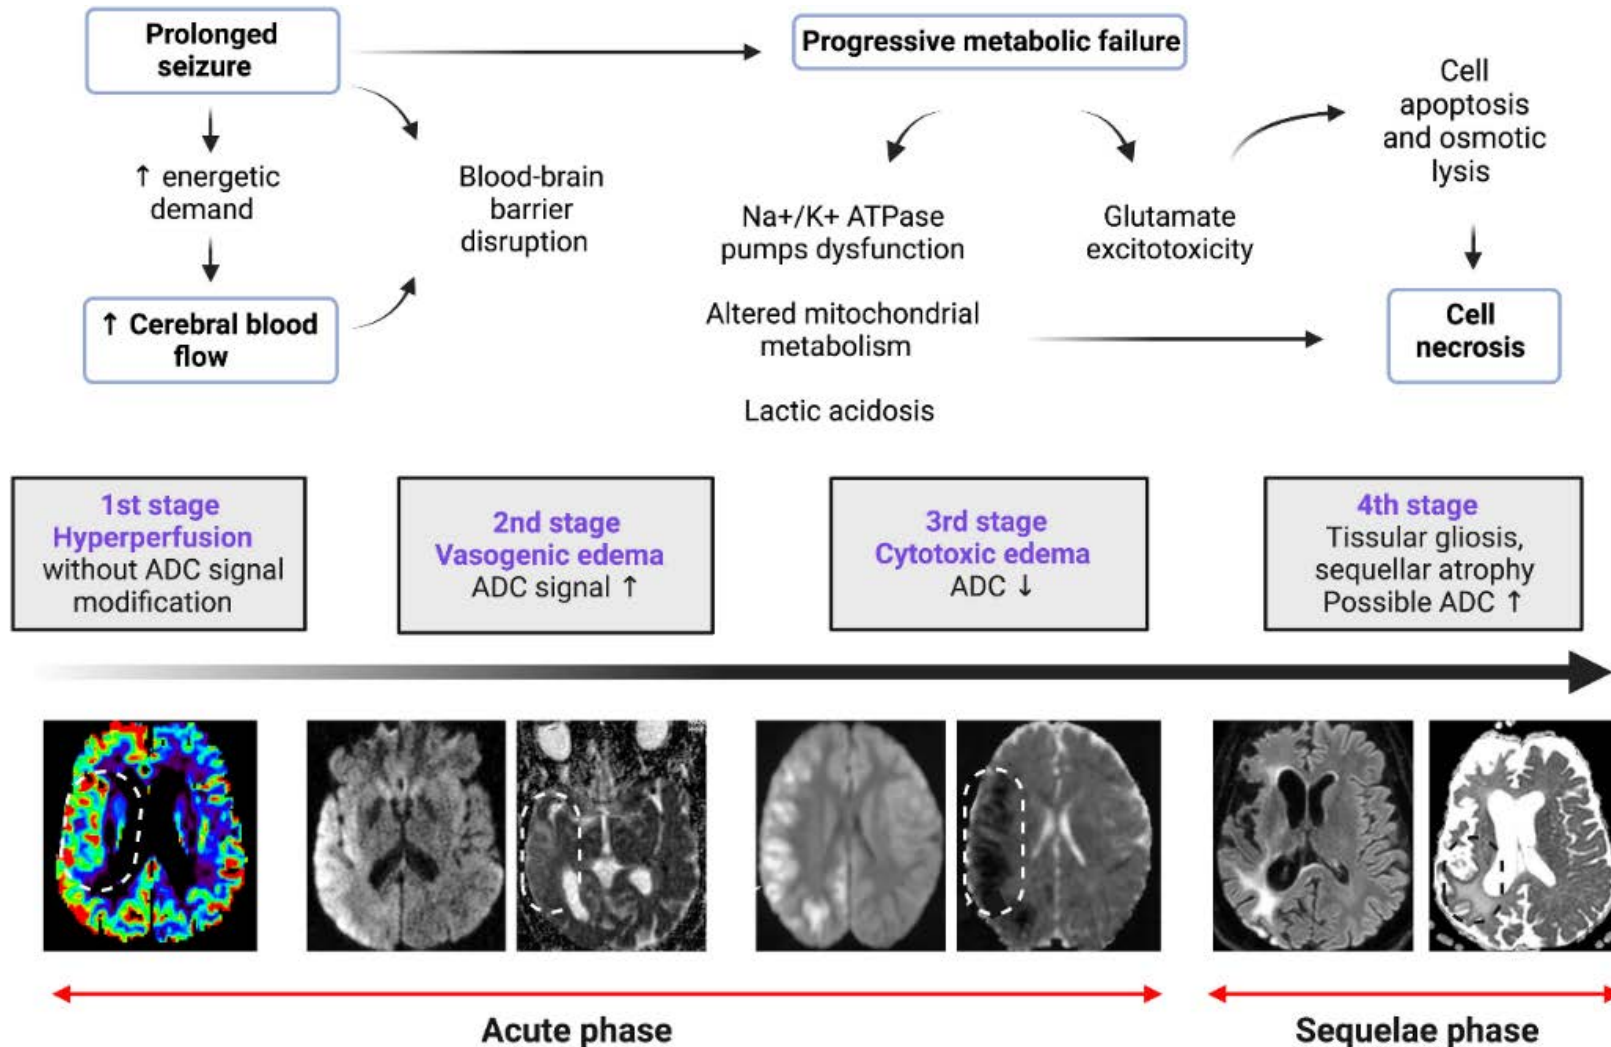 Prolonged
seizure
Progressive metabolic failure
Cell
apoptosis
and osmotic
lysis
↑ energetic
demand
Blood-brain
barrier
disruption
Na+/K+ ATPase
pumps dysfunction
Glutamate
excitotoxicity
↑ Cerebral blood
flow
Altered mitochondrial
metabolism
Cell
necrosis
Lactic acidosis
1st stage
Hyperperfusion
without ADC signal
modification
2nd stage
Vasogenic edema
ADC signal ↑
3rd stage
Cytotoxic edema
ADC ↓
4th stage
Tissular gliosis,
sequellar atrophy
Possible ADC ↑
Acute phase
Sequelae phase